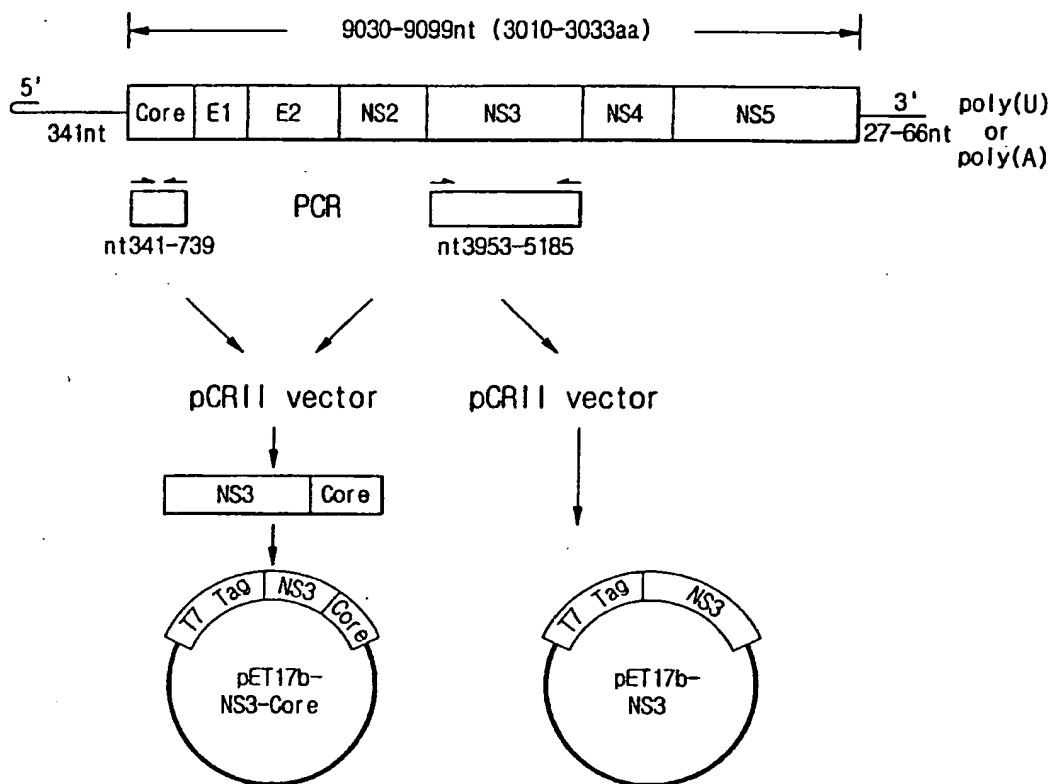 9030-9099nt (3010-3033aa)
5'
341nt
Core E1 E2 NS2 NS3 NS4 NS5
3'
27-66nt
poly(U)
or
poly(A)
PCR
nt341-739
nt3953-5185
pCRII vector
pCRII vector
NS3 Core
T7 Tag NS3 Core
pET17b-
NS3-Core
T7 Tag NS3
pET17b-
NS3